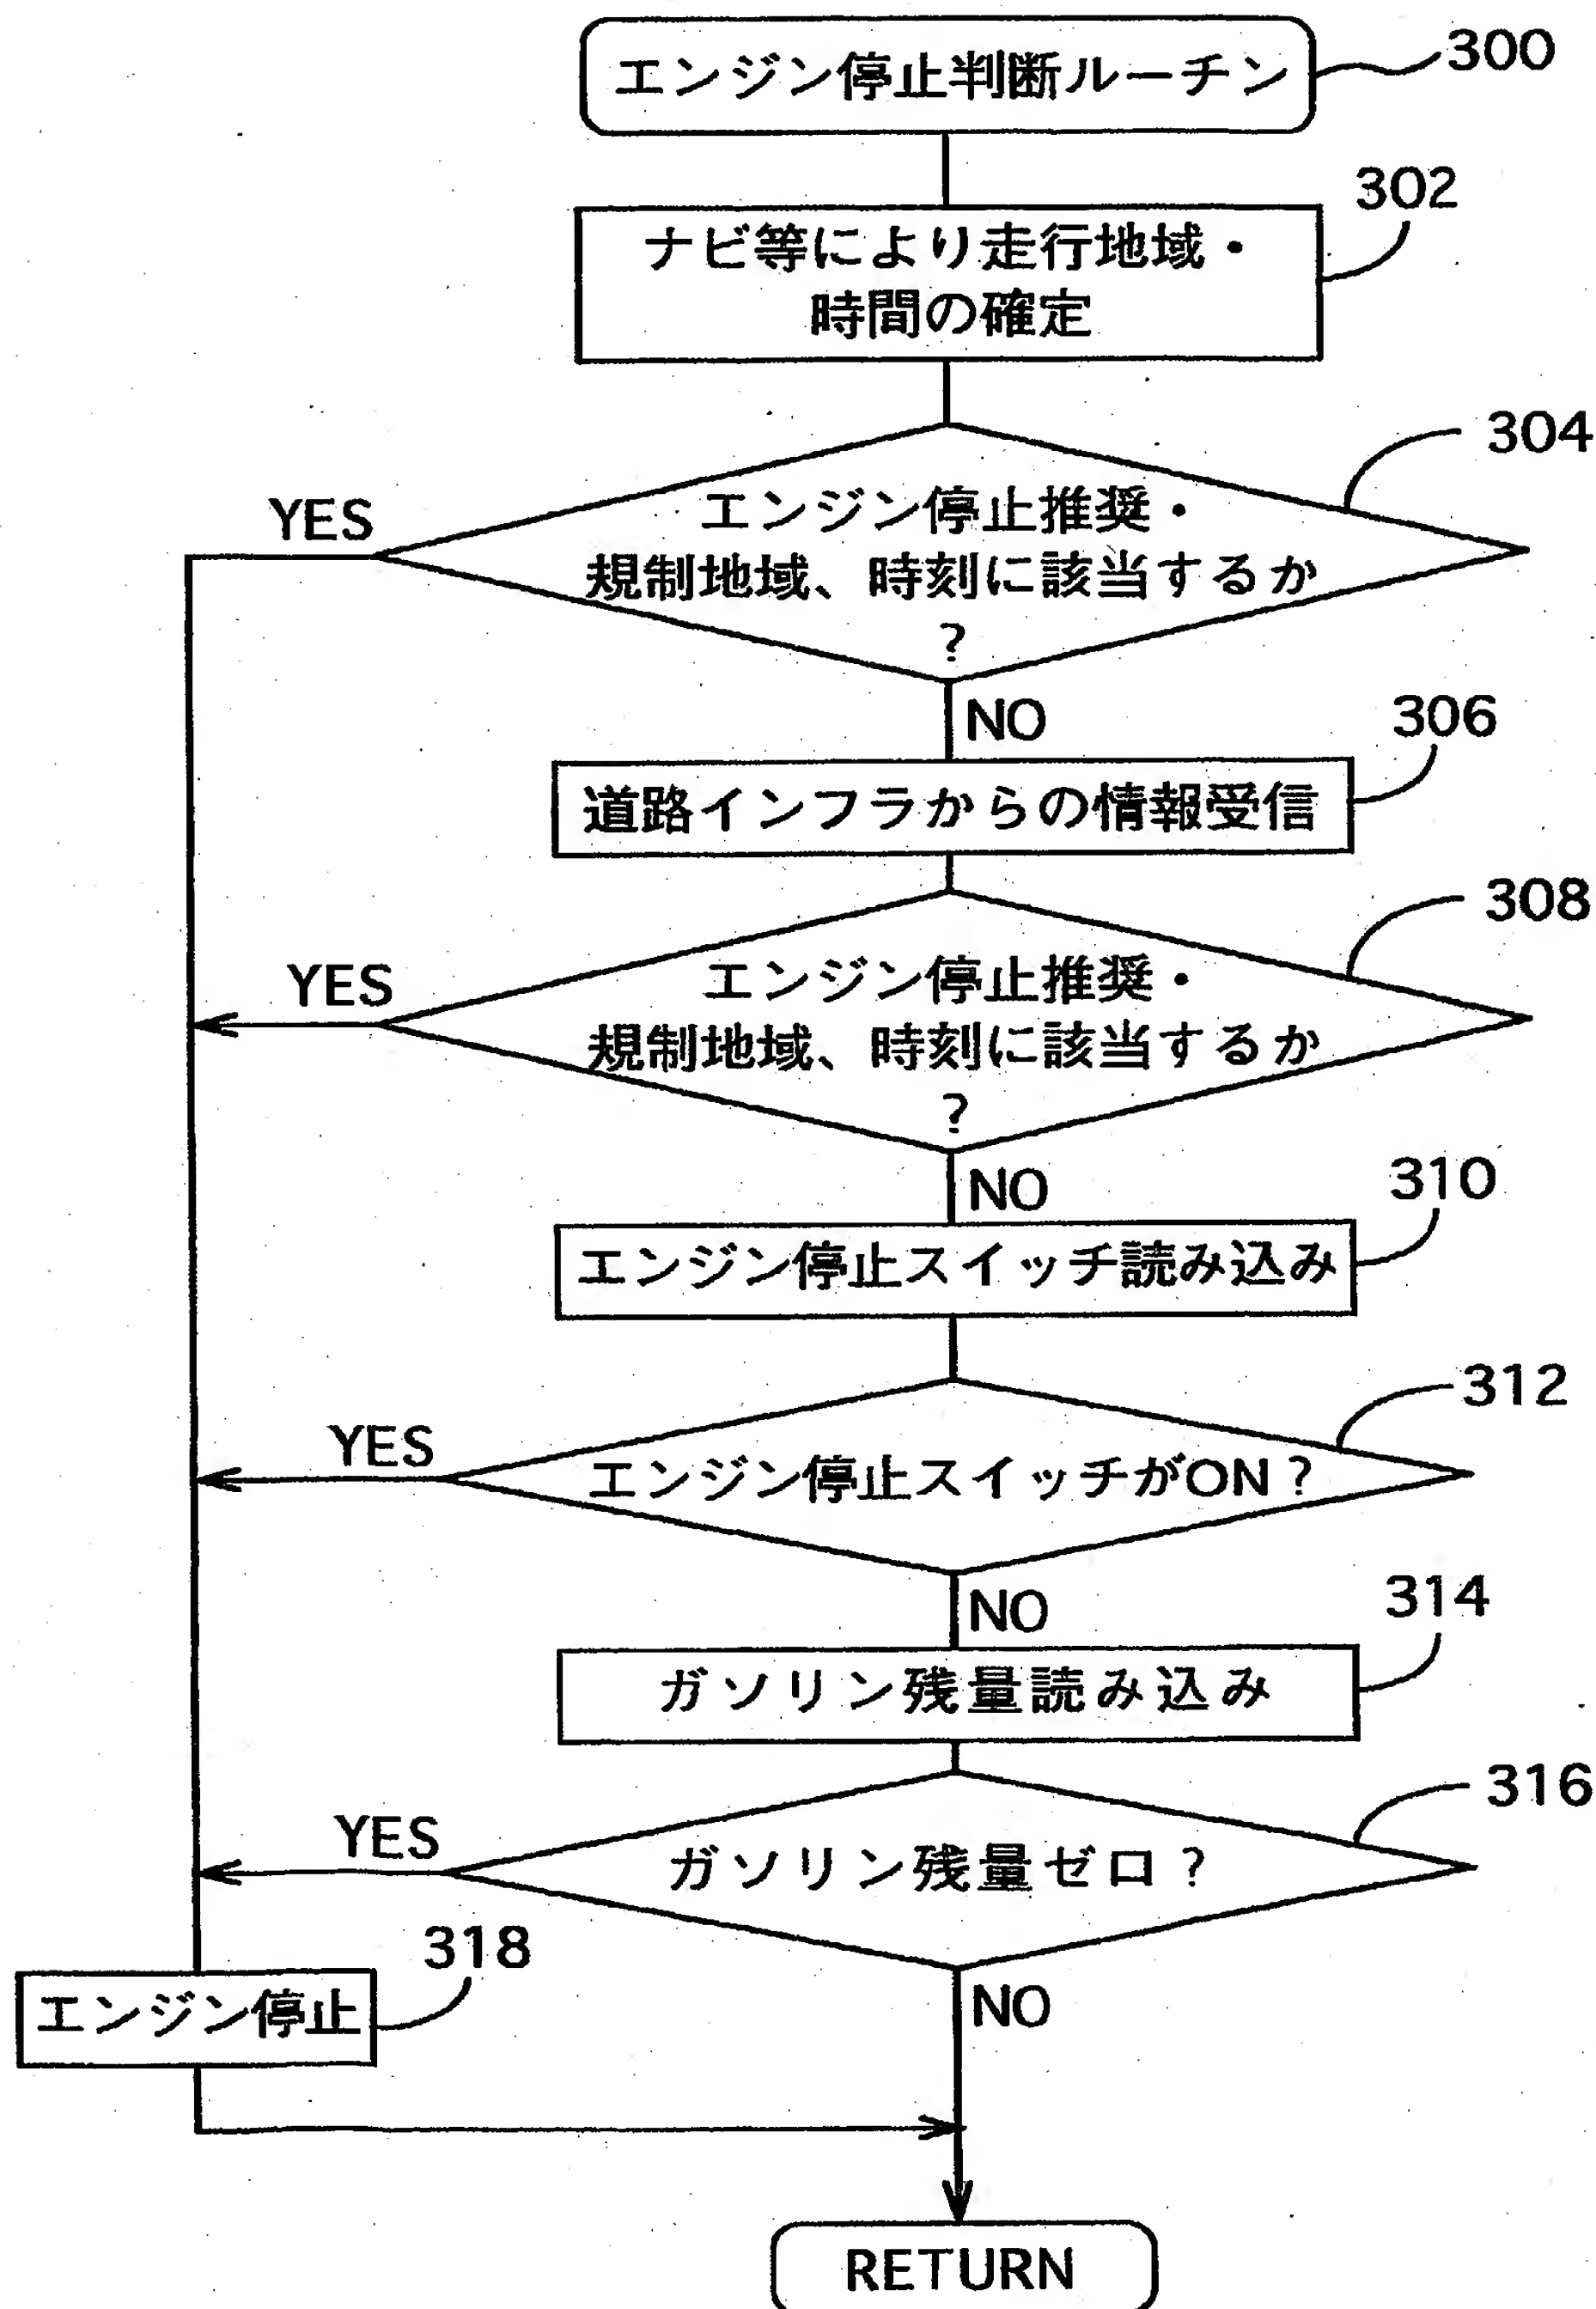 エンジン停止判断ルーチン
300
302
ナビ等により走行地域・
時間の確定
304
YES
エンジン停止推奨・
規制地域、時刻に該当するか
?
NO
306
道路インフラからの情報受信
308
YES
エンジン停止推奨・
規制地域、時刻に該当するか
?
NO
310
エンジン停止スイッチ読み込み
312
YES
エンジン停止スイッチがON?
NO
314
ガソリン残量読み込み
316
YES
ガソリン残量ゼロ?
318
エンジン停止
NO
RETURN